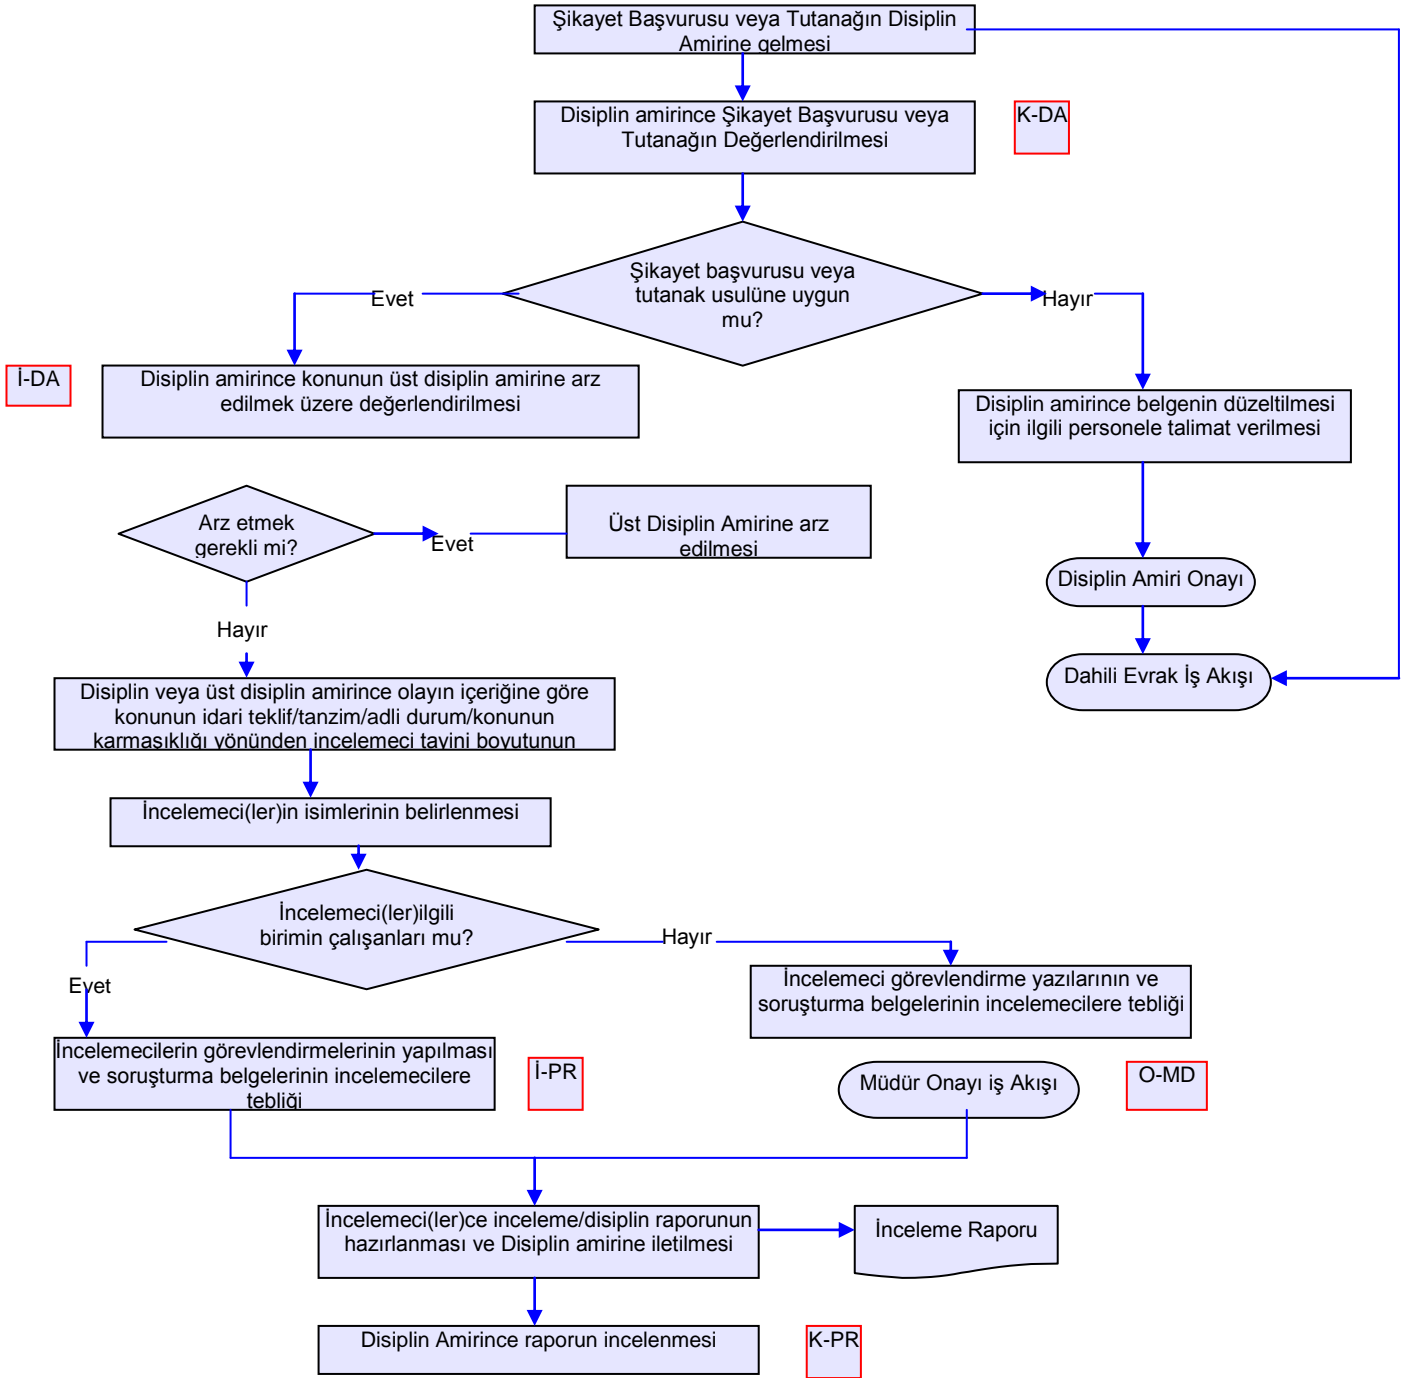 Şikayet Başvurusu veya Tutanağın Disiplin
Amirine gelmesi
Disiplin amirince Şikayet Başvurusu veya
Tutanağın Değerlendirilmesi
K-DA
Şikayet başvurusu veya
tutanak usulüne uygun
mu?
Evet
Hayır
İ-DA
Disiplin amirince konunun üst disiplin amirine arz
edilmek üzere değerlendirilmesi
Disiplin amirince belgenin düzeltilmesi
için ilgili personele talimat verilmesi
Arz etmek
gerekli mi?
Evet
Üst Disiplin Amirine arz
edilmesi
Disiplin Amiri Onayı
Hayır
Dahili Evrak İş Akışı
Disiplin veya üst disiplin amirince olayın içeriğine göre
konunun idari teklif/tanzim/adli durum/konunun
karmaşıklığı yönünden incelemeci tayini boyutunun
İncelemeci(ler)in isimlerinin belirlenmesi
İncelemeci(ler)ilgili
birimin çalışanları mu?
Hayır
Evet
İncelemeci görevlendirme yazılarının ve
soruşturma belgelerinin incelemecilere tebliği
İncelemecilerin görevlendirmelerinin yapılması
ve soruşturma belgelerinin incelemecilere
tebliği
İ-PR
Müdür Onayı iş Akışı
O-MD
İncelemeci(ler)ce inceleme/disiplin raporunun
hazırlanması ve Disiplin amirine iletilmesi
İnceleme Raporu
Disiplin Amirince raporun incelenmesi
K-PR